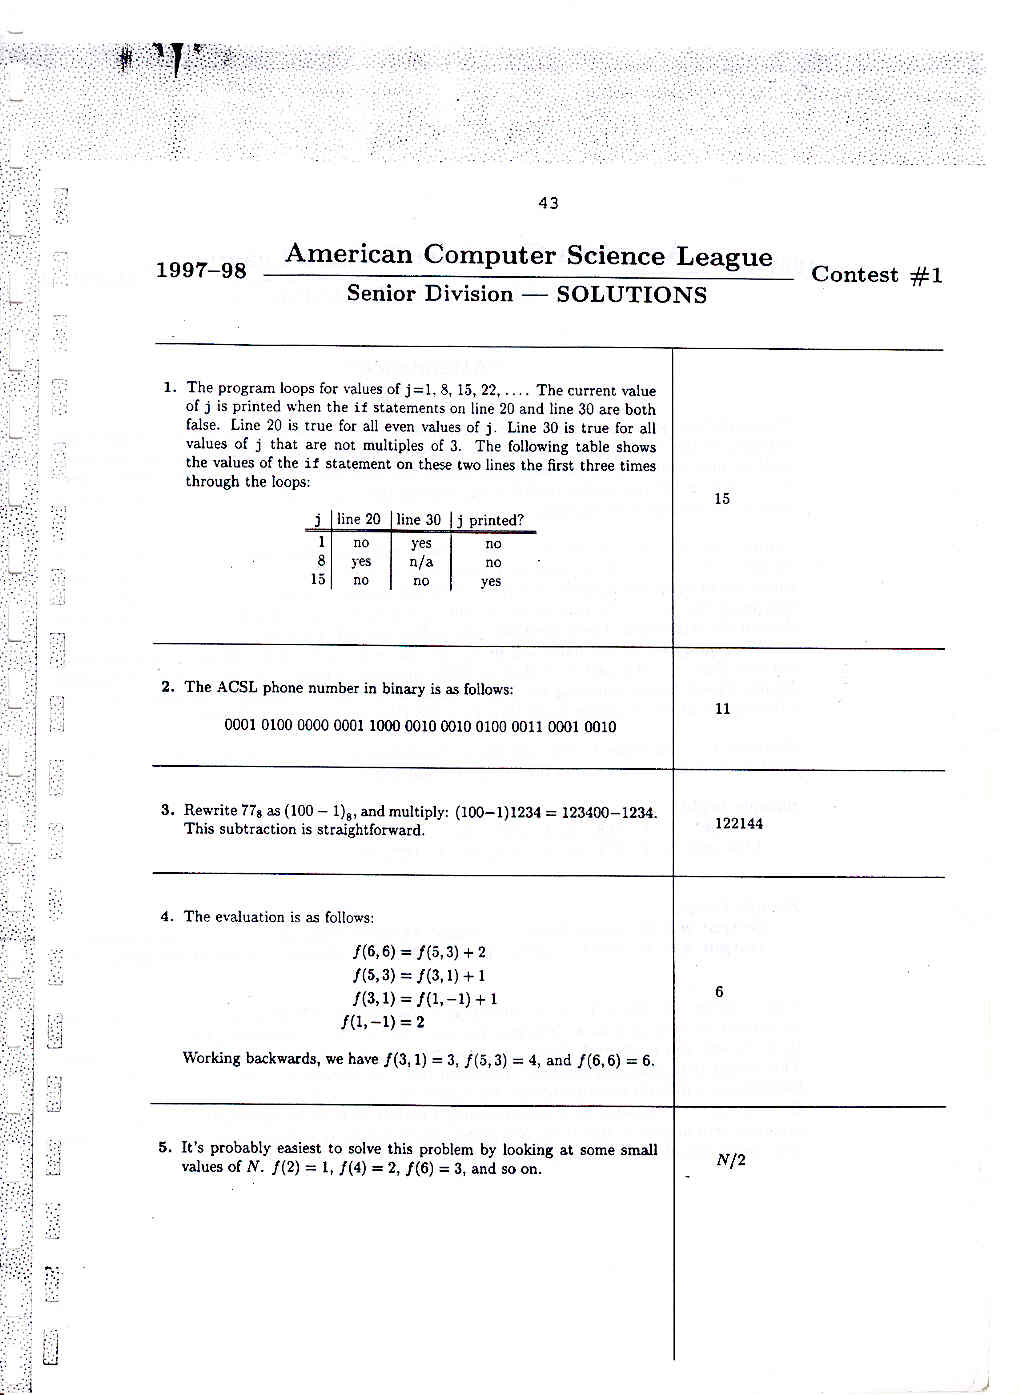 43
1997–98 American Computer Science League Contest #1
Senior Division — SOLUTIONS
1. The program loops for values of j=1, 8, 15, 22, .... The current value
of j is printed when the if statements on line 20 and line 30 are both
false. Line 20 is true for all even values of j. Line 30 is true for all
values of j that are not multiples of 3. The following table shows
the values of the if statement on these two lines the first three times
through the loops:
15
j line 20 line 30 j printed?
1 no yes no
8 yes n/a no
15 no no yes
2. The ACSL phone number in binary is as follows:
11
0001 0100 0000 0001 1000 0010 0010 0100 0011 0001 0010
3. Rewrite 77₈ as (100 − 1)₈, and multiply: (100−1)1234 = 123400−1234.
This subtraction is straightforward.
122144
4. The evaluation is as follows:
f(6,6) = f(5,3) + 2
f(5,3) = f(3,1) + 1
f(3,1) = f(1,−1) + 1
f(1,−1) = 2
6
Working backwards, we have f(3,1) = 3, f(5,3) = 4, and f(6,6) = 6.
5. It's probably easiest to solve this problem by looking at some small
values of N. f(2) = 1, f(4) = 2, f(6) = 3, and so on.
N/2